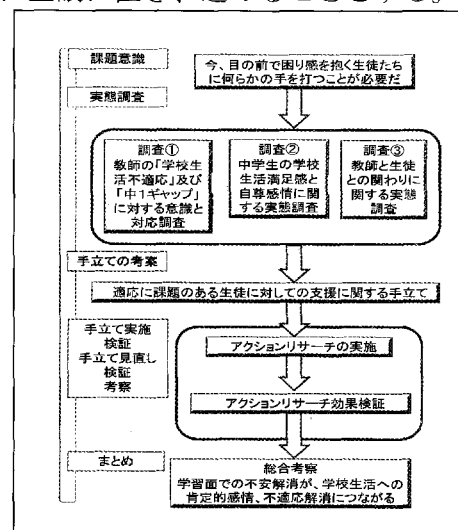 課題意識
今、目の前で困り感を抱く生徒たち
に何らかの手を打つことが必要だ
実態調査
調査①
教師の「学校生
活不適応」及び
「中1ギャップ」
に対する意識と
対応調査
調査②
中学生の学校
生活満足感と
自尊感情に関
する実態調査
調査③
教師と生徒
との関わりに
関する実態
調査
手立ての考案
適応に課題のある生徒に対しての支援に関する手立て
手立て実施
検証
手立て見直し
検証
考察
アクションリサーチの実施
アクションリサーチ効果検証
まとめ
総合考察
学習面での不安解消が、学校生活への
肯定的感情、不適応解消につながる